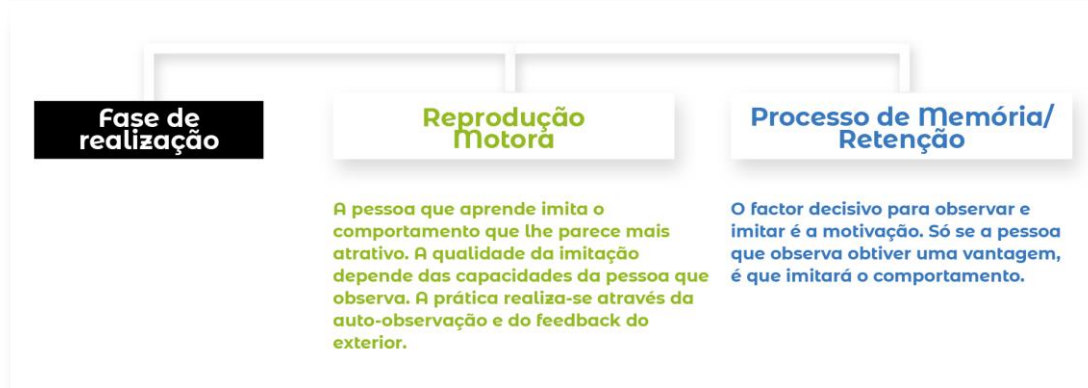 Fase de
realização
Reprodução
Motora
Processo de Memória/
Retenção
A pessoa que aprende imita o
comportamento que lhe parece mais
atrativo. A qualidade da imitação
depende das capacidades da pessoa que
observa. A prática realiza-se através da
auto-observação e do feedback do
exterior.
O factor decisivo para observar e
imitar é a motivação. Só se a pessoa
que observa obtiver uma vantagem,
é que imitará o comportamento.